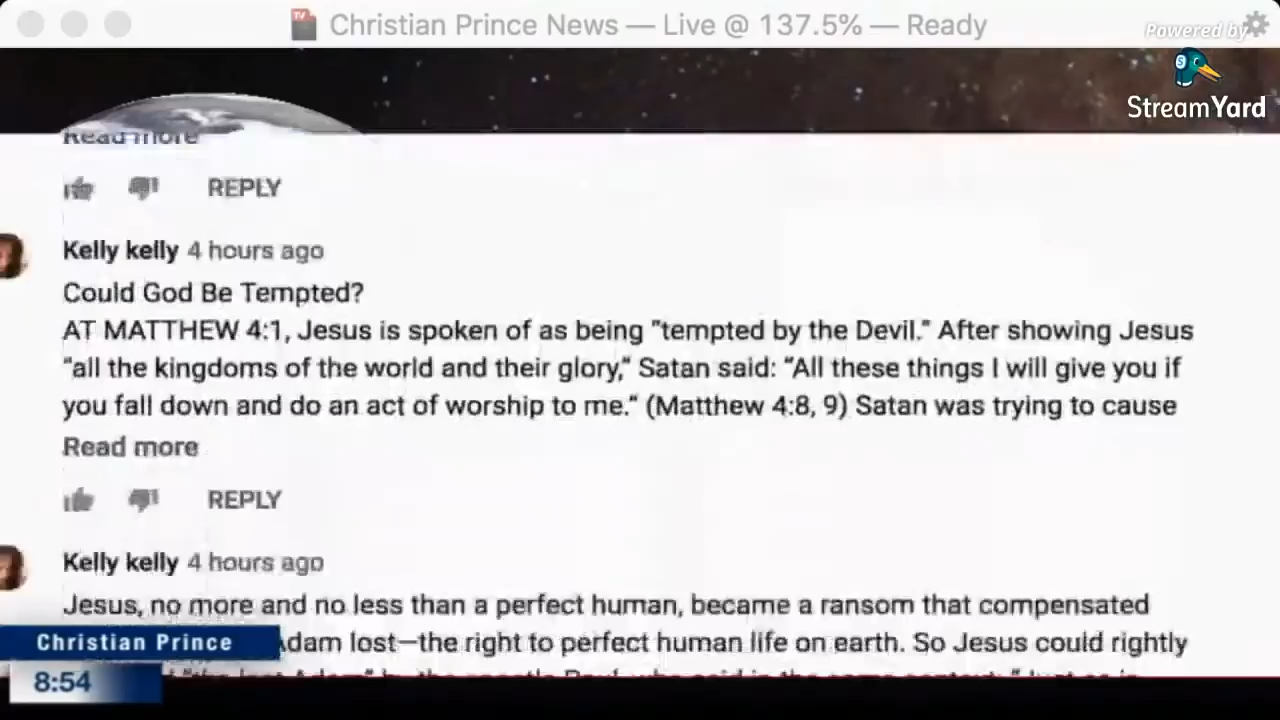 TV
Christian Prince News — Live @ 137.5% — Ready
Powered by
StreamYard
Read more
REPLY
Kelly kelly 4 hours ago
Could God Be Tempted?
AT MATTHEW 4:1, Jesus is spoken of as being "tempted by the Devil." After showing Jesus
“all the kingdoms of the world and their glory,” Satan said: “All these things I will give you if
you fall down and do an act of worship to me.” (Matthew 4:8, 9) Satan was trying to cause
Read more
REPLY
Kelly kelly 4 hours ago
Jesus, no more and no less than a perfect human, became a ransom that compensated
Adam lost—the right to perfect human life on earth. So Jesus could rightly
Christian Prince
8:54